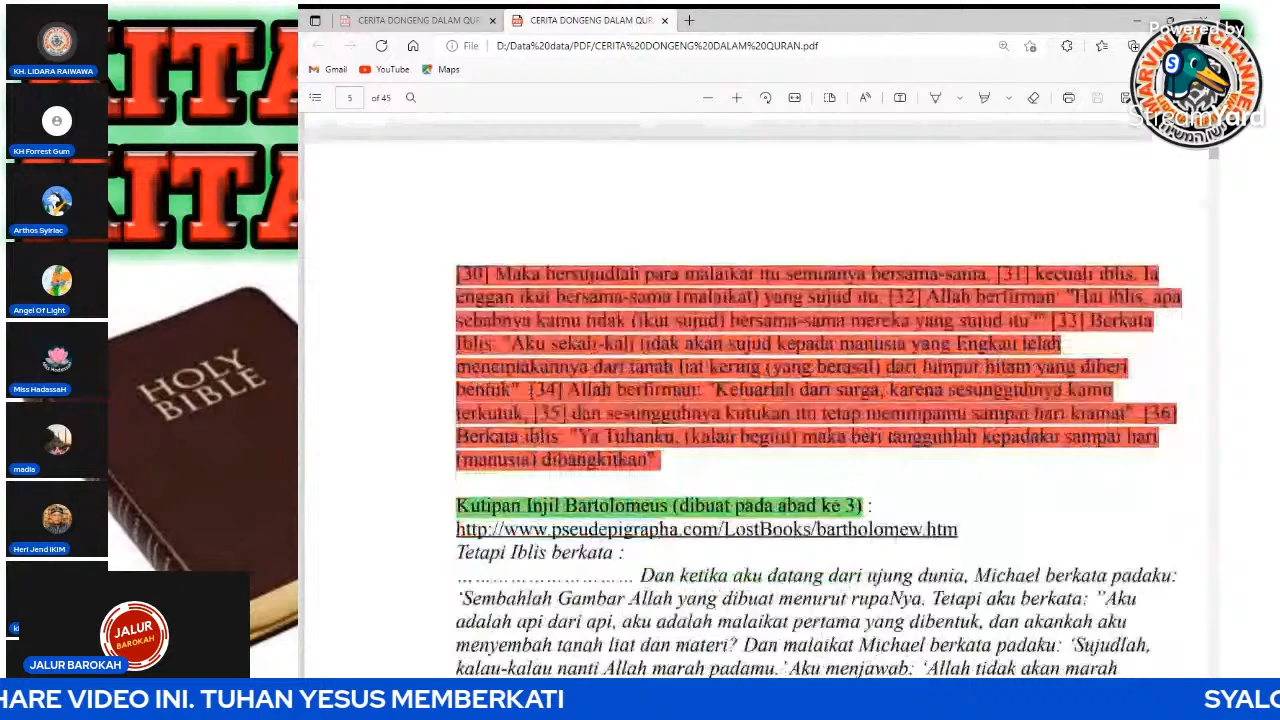 KH. LIDARA RAIWAWA
KH Forrest Gum
Arthos Syiriac
Angel Of Light
Miss HadassaH
madia
Heri Jend IKIM
JALUR
BAROKAH
JALUR BAROKAH
ITA
ITA
HOLY
BIBLE
CERITA DONGENG DALAM QUR
CERITA DONGENG DALAM QUR
File
D:/Data%20data/PDF/CERITA%20DONGENG%20DALAM%20QURAN.pdf
Gmail
YouTube
Maps
5
of 45
Powered by
StreamYard
MARVIN 27 CHANNEL
[30] Maka bersujudlah para malaikat itu semuanya bersama-sama, [31] kecuali iblis. Ia
enggan ikut bersama-sama (malaikat) yang sujud itu. [32] Allah berfirman: "Hai iblis, apa
sebabnya kamu tidak (ikut sujud) bersama-sama mereka yang sujud itu?" [33] Berkata
Iblis: "Aku sekali-kali tidak akan sujud kepada manusia yang Engkau telah
menciptakannya dari tanah liat kering (yang berasal) dari lumpur hitam yang diberi
bentuk". [34] Allah berfirman: "Keluarlah dari surga, karena sesungguhnya kamu
terkutuk, [35] dan sesungguhnya kutukan itu tetap menimpamu sampai hari kiamat". [36]
Berkata iblis: "Ya Tuhanku, (kalau begitu) maka beri tangguhlah kepadaku sampai hari
(manusia) dibangkitkan"
Kutipan Injil Bartolomeus (dibuat pada abad ke 3) :
http://www.pseudepigrapha.com/LostBooks/bartholomew.htm
Tetapi Iblis berkata :
………………………… Dan ketika aku datang dari ujung dunia, Michael berkata padaku:
‘Sembahlah Gambar Allah yang dibuat menurut rupaNya. Tetapi aku berkata: ”Aku
adalah api dari api, aku adalah malaikat pertama yang dibentuk, dan akankah aku
menyembah tanah liat dan materi? Dan malaikat Michael berkata padaku: ‘Sujudlah,
kalau-kalau nanti Allah marah padamu.’ Aku menjawab: ‘Allah tidak akan marah
HARE VIDEO INI. TUHAN YESUS MEMBERKATI
SYALO